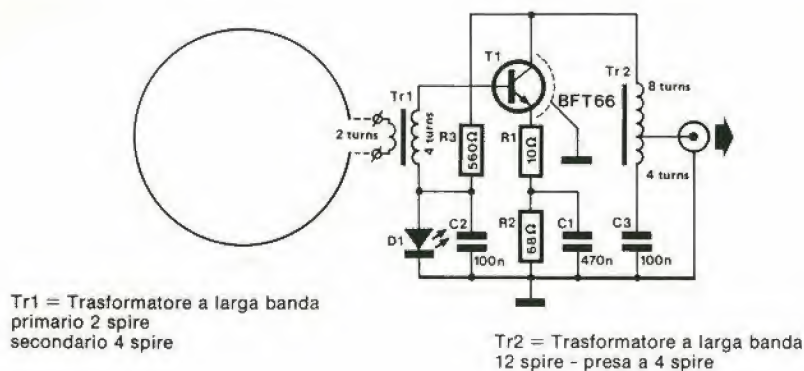 T1
Tr1
2 turns
4 turns
R3
560Ω
R1
10Ω
BFT66
Tr2
8 turns
4 turns
D1
C2
100n
R2
68Ω
C1
470n
C3
100n
Tr1 = Trasformatore a larga banda
primario 2 spire
secondario 4 spire
Tr2 = Trasformatore a larga banda
12 spire - presa a 4 spire